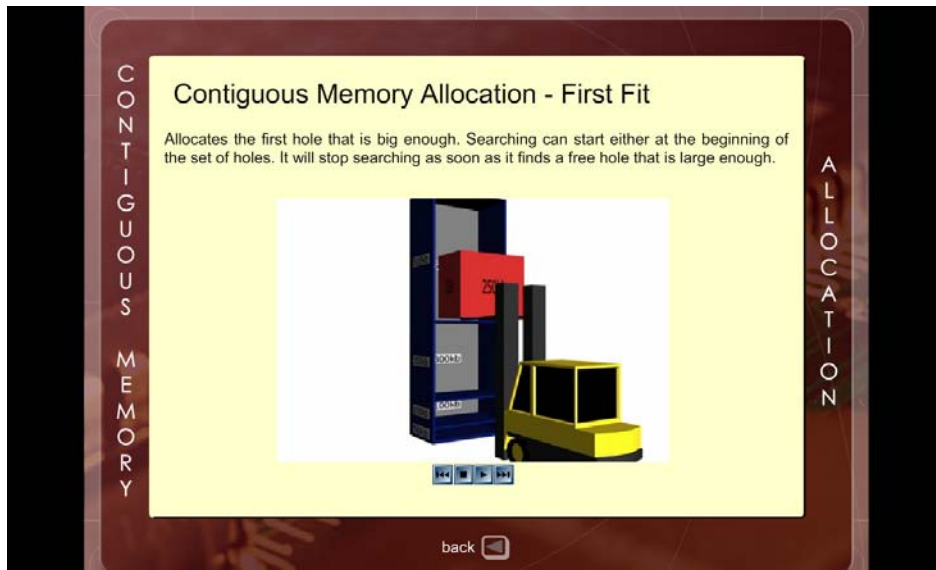 CONTIGUOUS MEMORY
Contiguous Memory Allocation - First Fit
Allocates the first hole that is big enough. Searching can start either at the beginning of
the set of holes. It will stop searching as soon as it finds a free hole that is large enough.
ALLOCATION
back